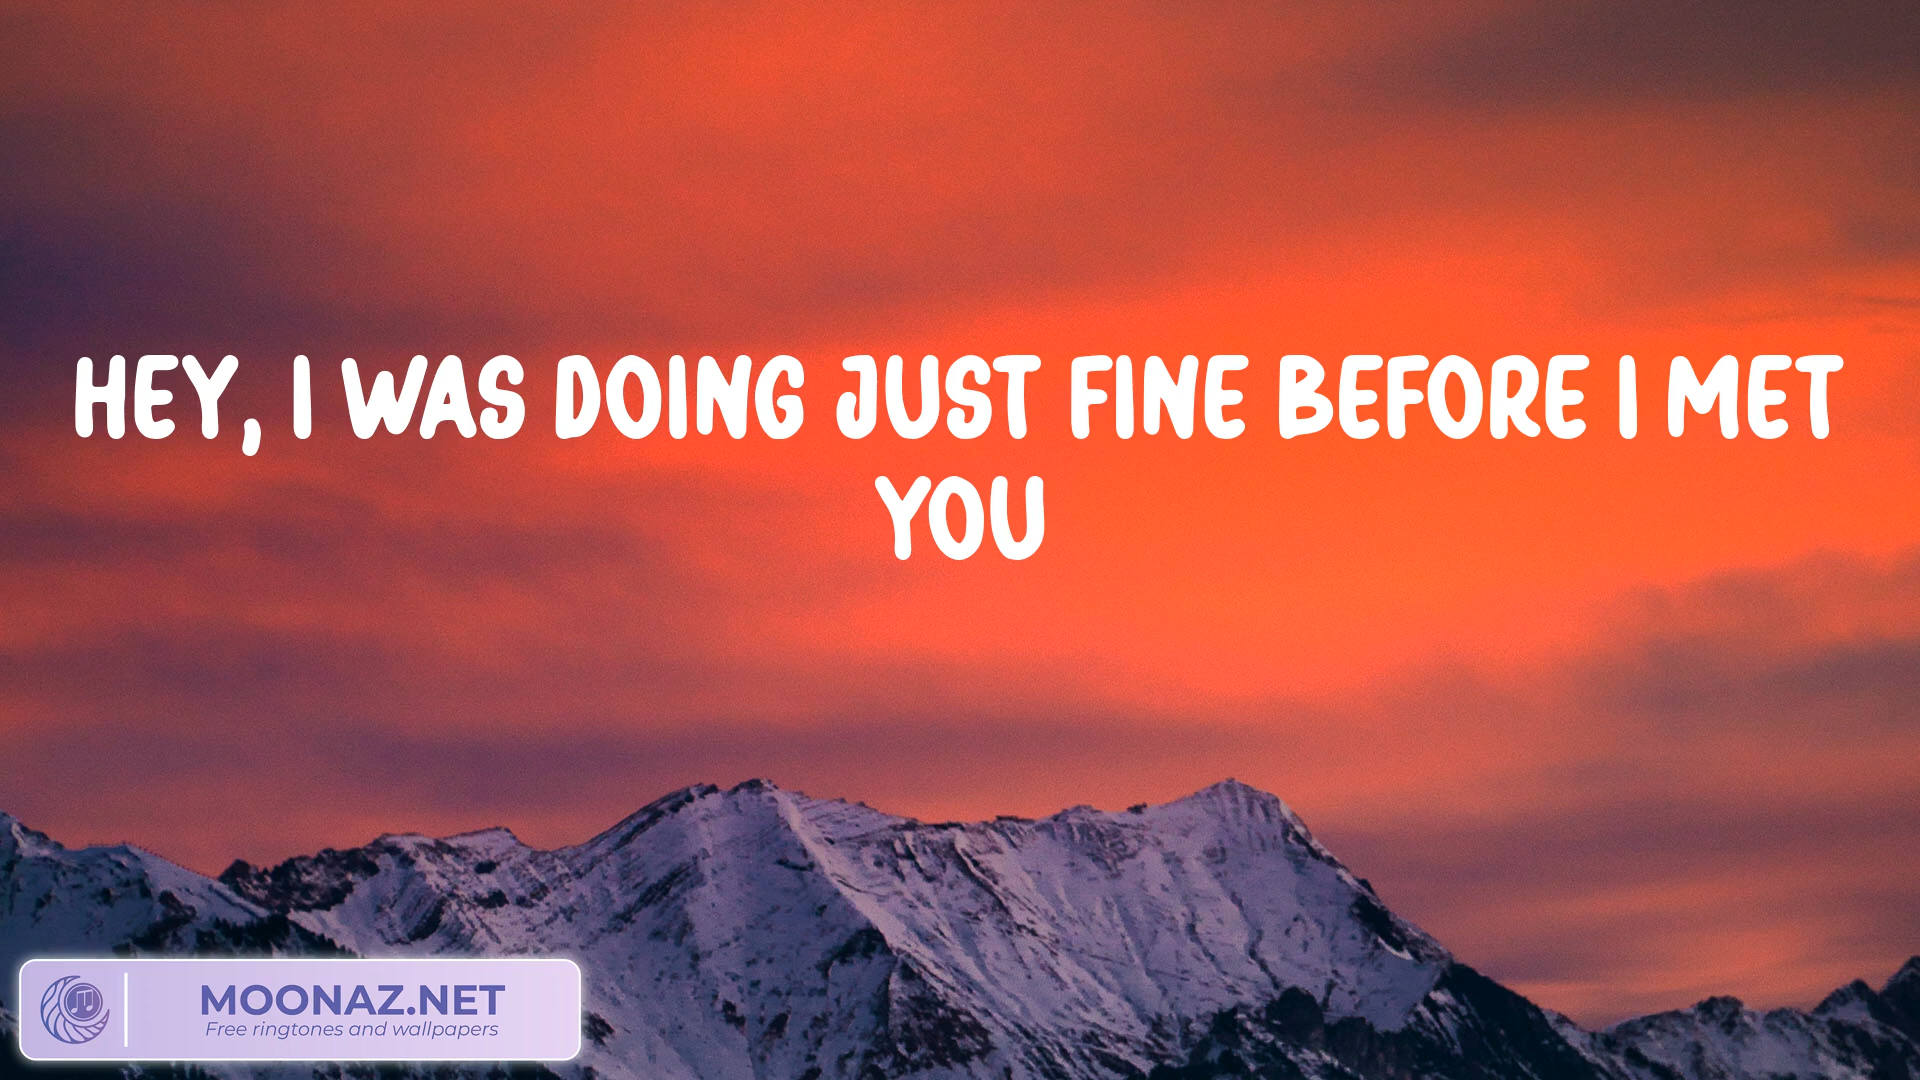 HEY, I WAS DOING JUST FINE BEFORE I MET
YOU
MOONAZ.NET
Free ringtones and wallpapers